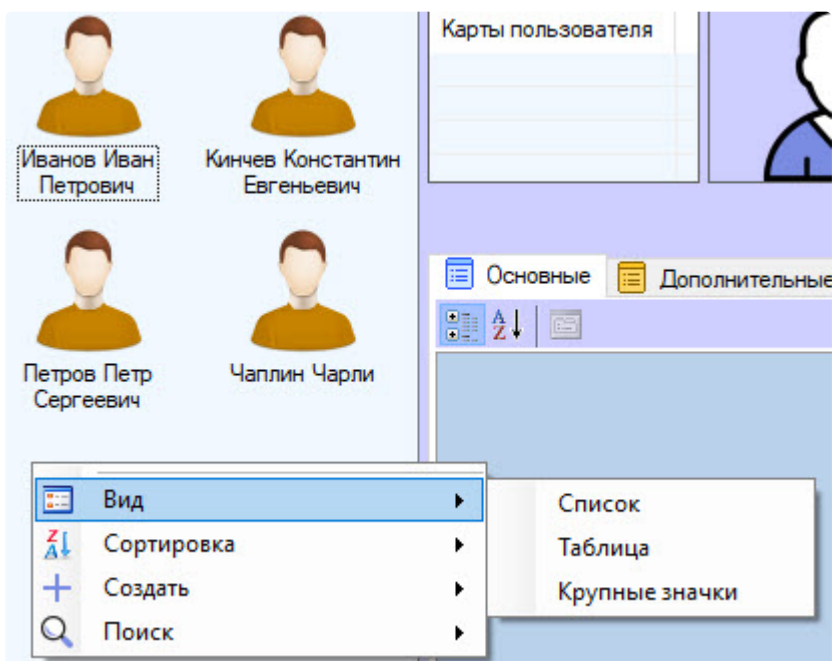 Карты пользователя
Иванов Иван
Петрович
Кинчев Константин
Евгеньевич
Петров Петр
Сергеевич
Чаплин Чарли
Основные
Дополнительные
Вид
Сортировка
Создать
Поиск
Список
Таблица
Крупные значки